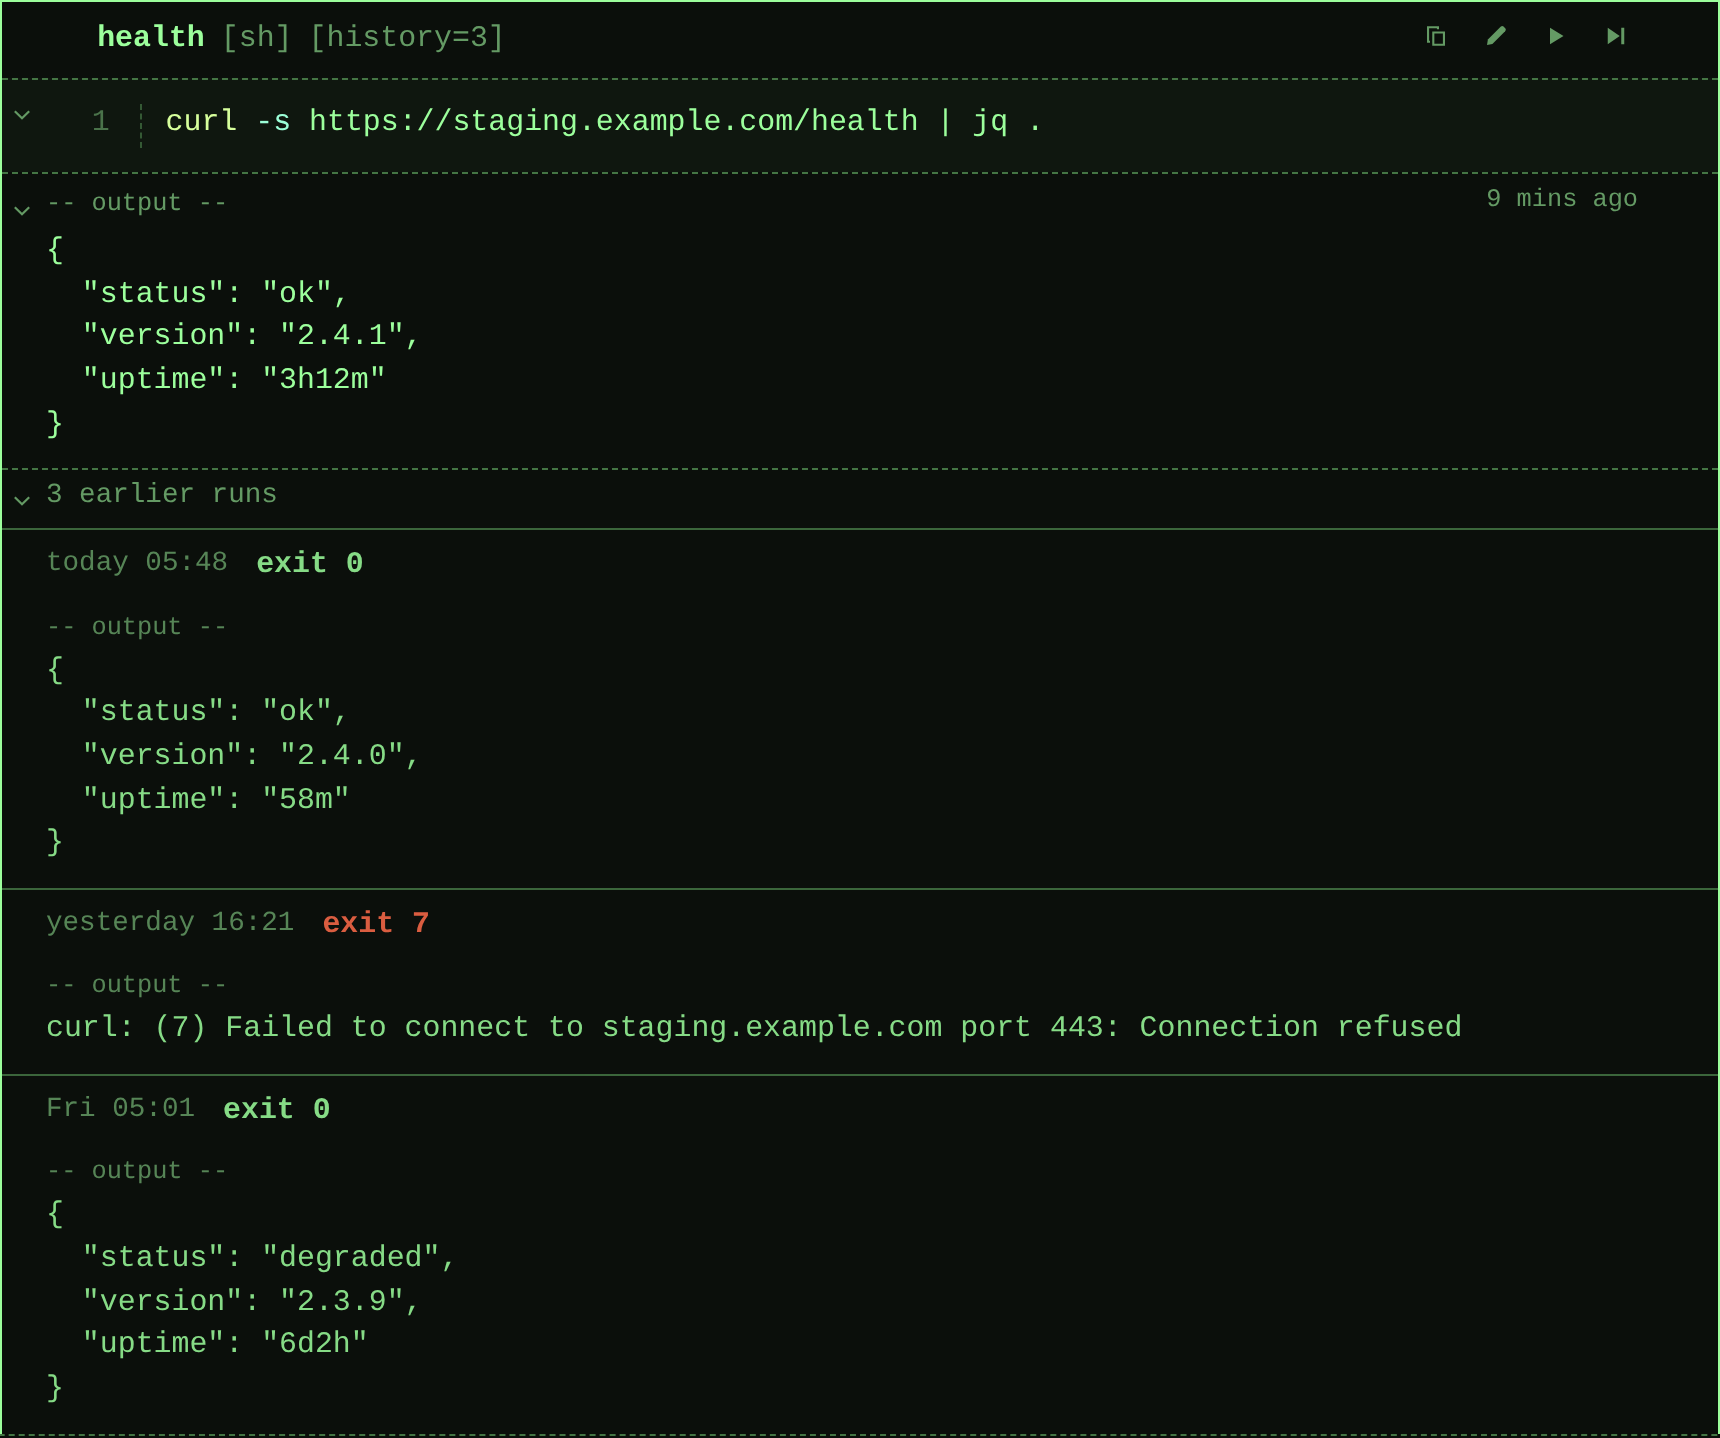 health [sh] [history=3]
1 curl -s https://staging.example.com/health | jq .
-- output --
9 mins ago
{
  "status": "ok",
  "version": "2.4.1",
  "uptime": "3h12m"
}
3 earlier runs
today 05:48 exit 0
-- output --
{
  "status": "ok",
  "version": "2.4.0",
  "uptime": "58m"
}
yesterday 16:21 exit 7
-- output --
curl: (7) Failed to connect to staging.example.com port 443: Connection refused
Fri 05:01 exit 0
-- output --
{
  "status": "degraded",
  "version": "2.3.9",
  "uptime": "6d2h"
}